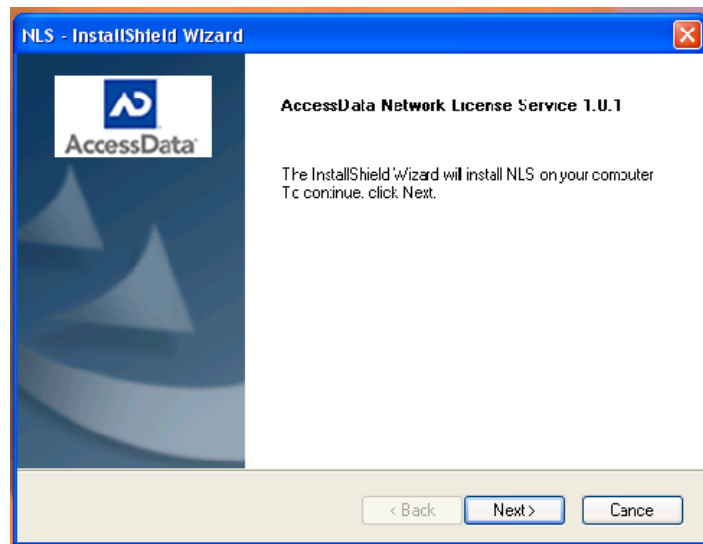 NLS - InstallShield Wizard
AccessData
AccessData Network License Service 1.0.1
The InstallShield Wizard will install NLS on your computer
To continue, click Next.
< Back
Next >
Cance